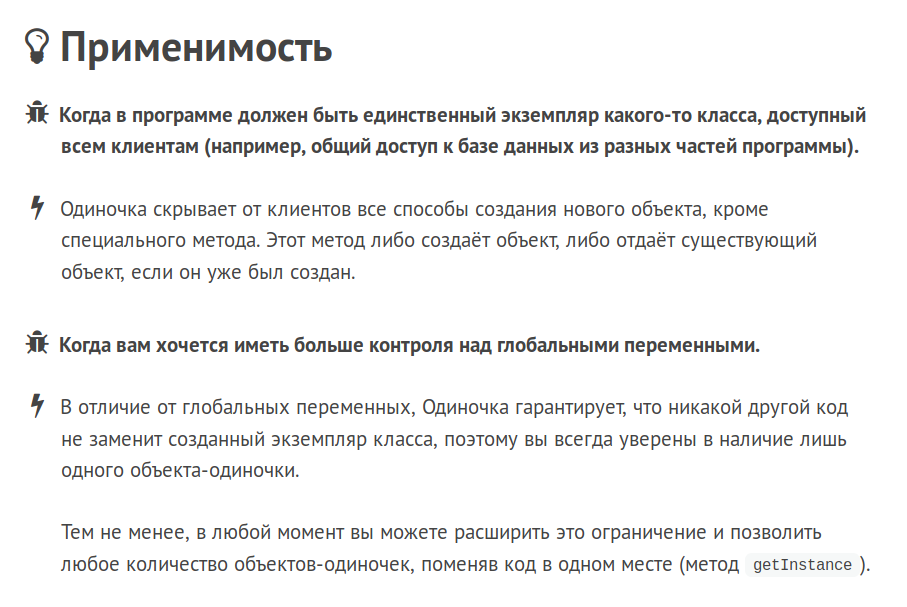 Применимость
Когда в программе должен быть единственный экземпляр какого-то класса, доступный
всем клиентам (например, общий доступ к базе данных из разных частей программы).
Одиночка скрывает от клиентов все способы создания нового объекта, кроме
специального метода. Этот метод либо создаёт объект, либо отдаёт существующий
объект, если он уже был создан.
Когда вам хочется иметь больше контроля над глобальными переменными.
В отличие от глобальных переменных, Одиночка гарантирует, что никакой другой код
не заменит созданный экземпляр класса, поэтому вы всегда уверены в наличие лишь
одного объекта-одиночки.
Тем не менее, в любой момент вы можете расширить это ограничение и позволить
любое количество объектов-одиночек, поменяв код в одном месте (метод getInstance ).